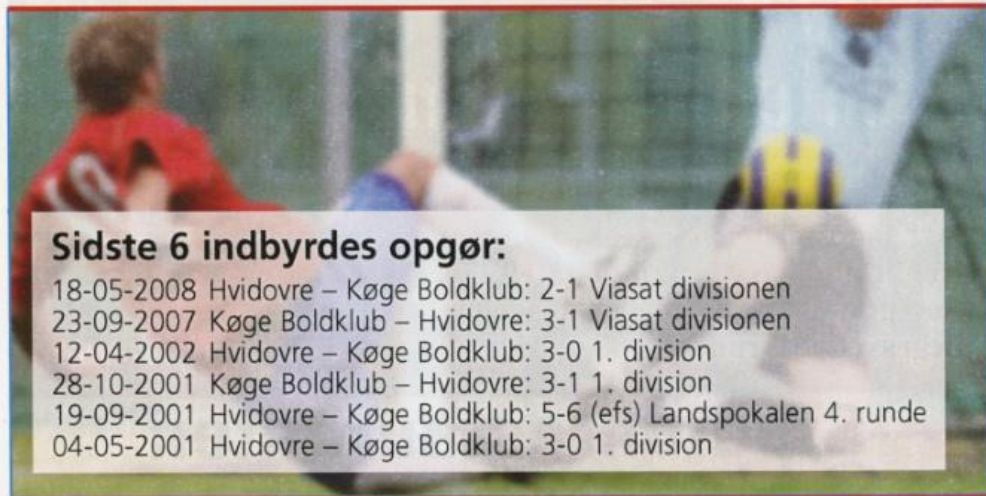 Sidste 6 indbyrdes opgør:
18-05-2008 Hvidovre – Køge Boldklub: 2-1 Viasat divisionen
23-09-2007 Køge Boldklub – Hvidovre: 3-1 Viasat divisionen
12-04-2002 Hvidovre – Køge Boldklub: 3-0 1. division
28-10-2001 Køge Boldklub – Hvidovre: 3-1 1. division
19-09-2001 Hvidovre – Køge Boldklub: 5-6 (efs) Landspokalen 4. runde
04-05-2001 Hvidovre – Køge Boldklub: 3-0 1. division